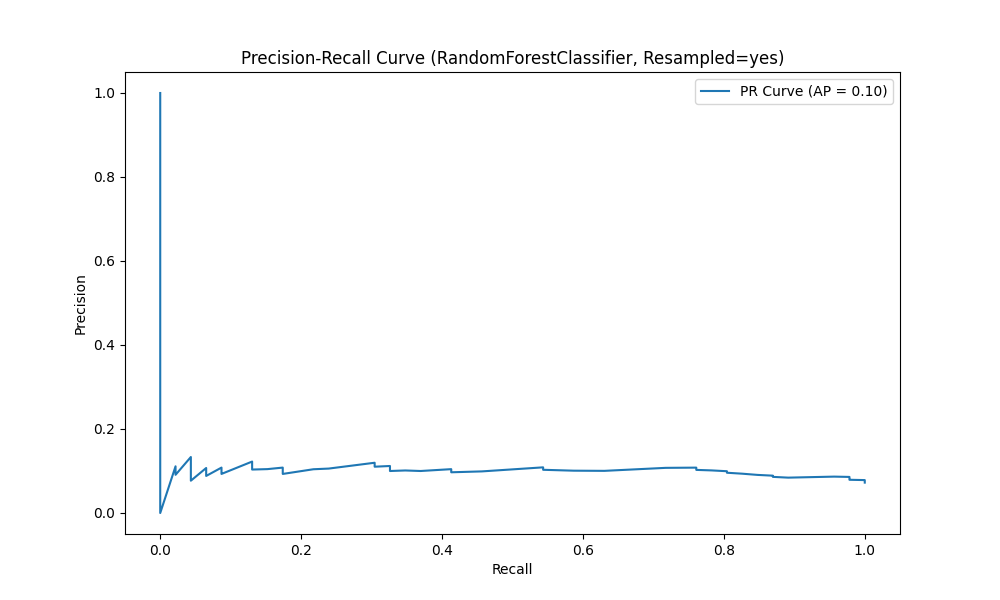 Precision-Recall Curve (RandomForestClassifier, Resampled=yes)
PR Curve (AP = 0.10)
1.0
0.8
0.6
0.4
0.2
0.0
Precision
0.0 0.2 0.4 0.6 0.8 1.0
Recall